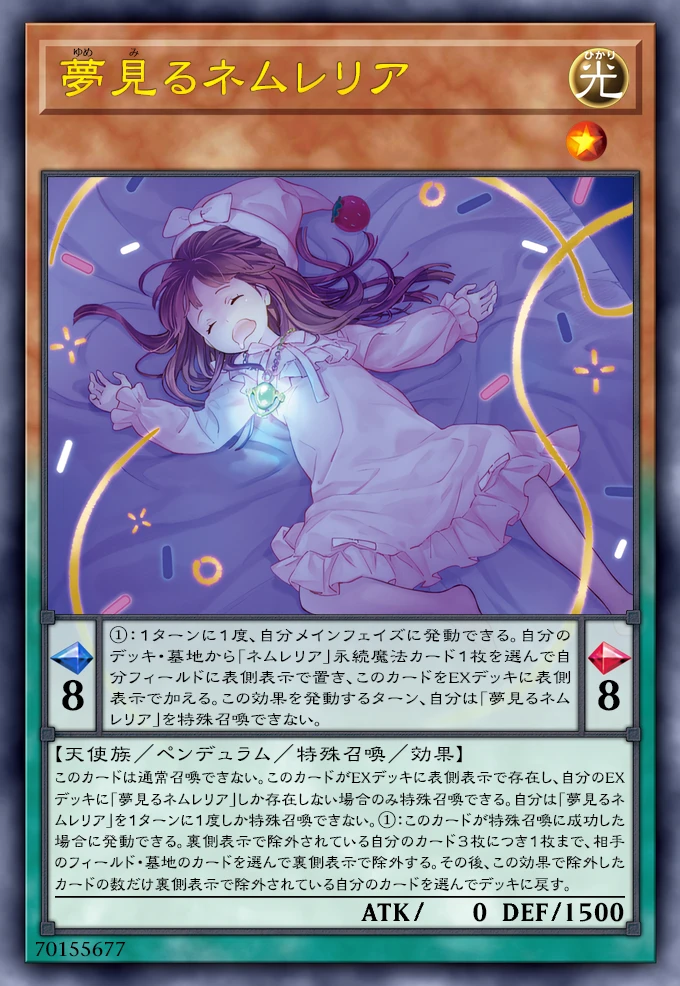 ゆめ み
夢見るネムレリア
ひかり
光
①:1ターンに1度、自分メインフェイズに発動できる。自分の
デッキ・墓地から「ネムレリア」永続魔法カード1枚を選んで自
分フィールドに表側表示で置き、このカードをEXデッキに表側
表示で加える。この効果を発動するターン、自分は「夢見るネム
レリア」を特殊召喚できない。
8
8
【天使族/ペンデュラム/特殊召喚/効果】
このカードは通常召喚できない。このカードがEXデッキに表側表示で存在し、自分のEX
デッキに「夢見るネムレリア」しか存在しない場合のみ特殊召喚できる。自分は「夢見るネ
ムレリア」を1ターンに1度しか特殊召喚できない。①:このカードが特殊召喚に成功した
場合に発動できる。裏側表示で除外されている自分のカード3枚につき1枚まで、相手
のフィールド・墓地のカードを選んで裏側表示で除外する。その後、この効果で除外した
カードの数だけ裏側表示で除外されている自分のカードを選んでデッキに戻す。
ATK/ 0 DEF/1500
70155677